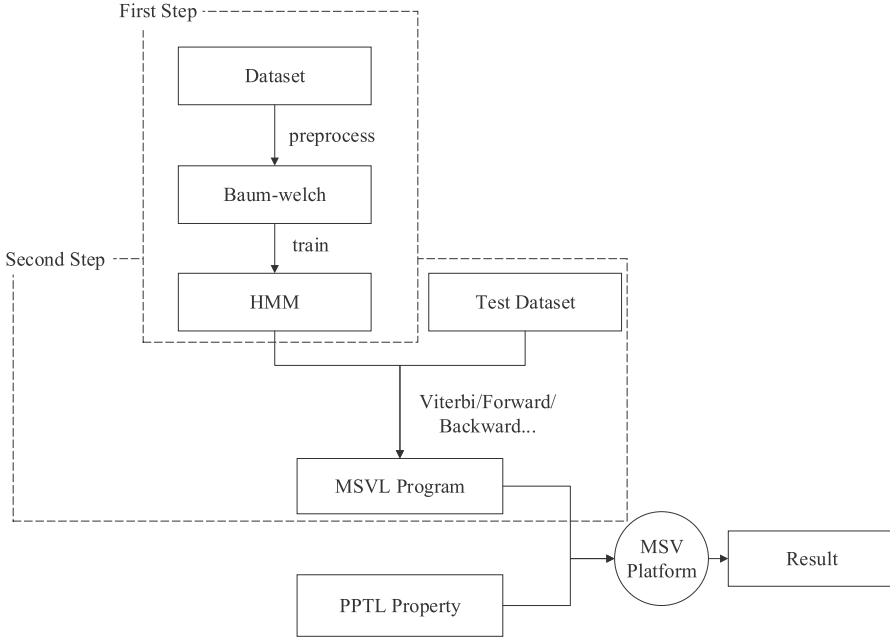 First Step
Dataset
preprocess
Baum-welch
train
Second Step
HMM
Test Dataset
Viterbi/Forward/
Backward...
MSVL Program
MSV
Platform
Result
PPTL Property